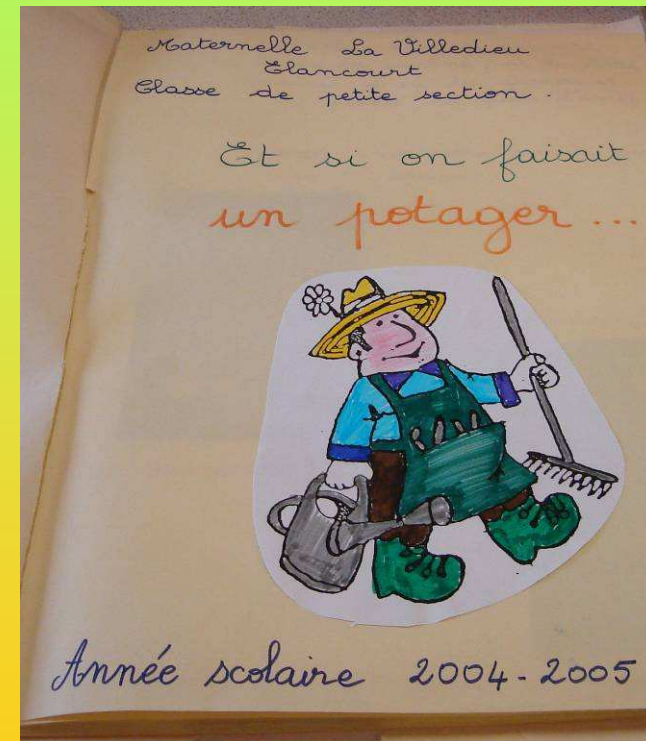 Maternelle La Villedieu
Elancourt
Classe de petite section.
Et si on faisait
un potager...
Année scolaire 2004-2005